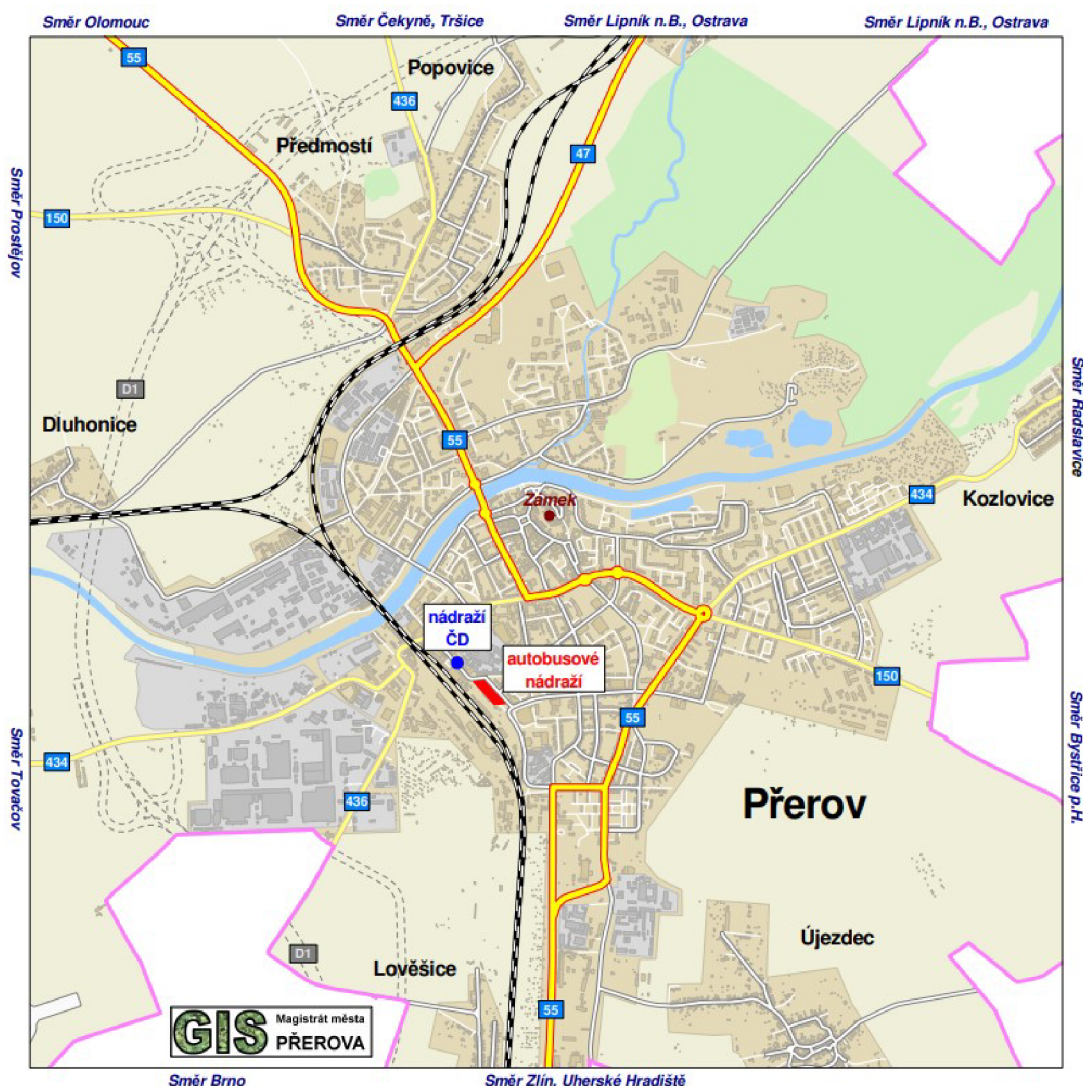 Směr Olomouc
Směr Čekyně, Tršice
Směr Lipník n.B., Ostrava
Směr Lipník n.B., Ostrava
55
Popovice
436
Předmostí
47
Směr Prostějov
150
D1
Směr Radslavice
Dluhonice
55
434
Kozlovice
Zámek
nádraží
ČD
autobusové
nádraží
150
55
Směr Tovačov
434
Směr Bystřice p.H.
436
Přerov
Újezdec
D1
Lověšice
55
GIS
Magistrát města
PŘEROVA
Směr Brno
Směr Zlín, Uherské Hradiště